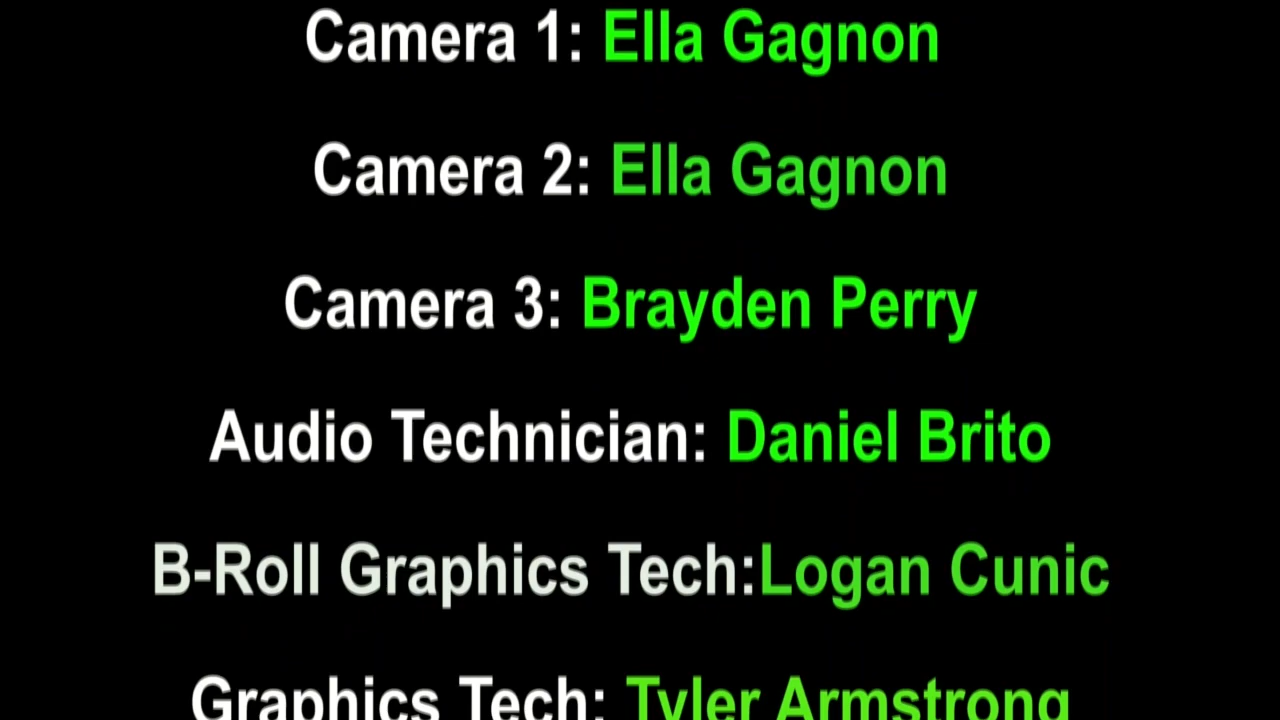 Camera 1: Ella Gagnon
Camera 2: Ella Gagnon
Camera 3: Brayden Perry
Audio Technician: Daniel Brito
B-Roll Graphics Tech:Logan Cunic
Graphics Tech: Tyler Armstrong